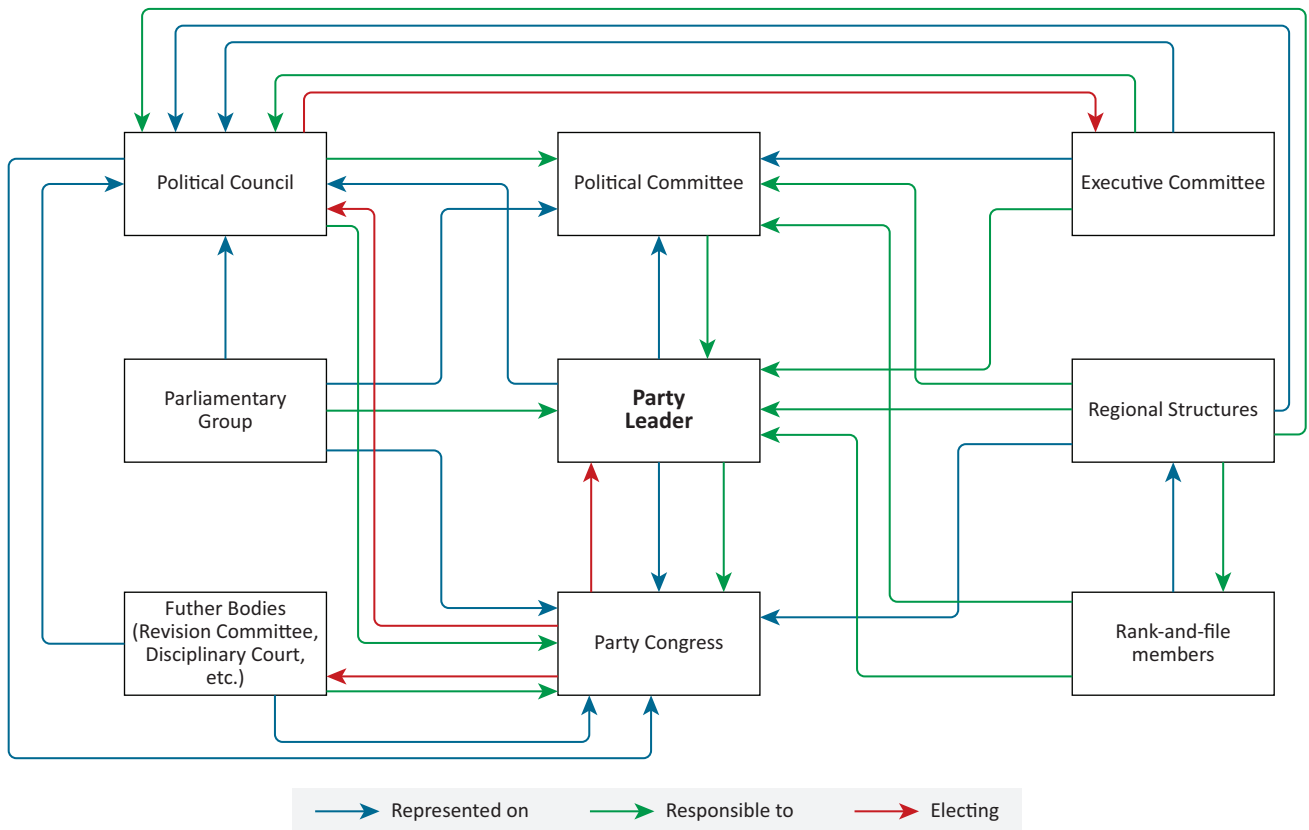 Political Council
Political Committee
Executive Committee
Parliamentary
Group
Party
Leader
Regional Structures
Futher Bodies
(Revision Committee,
Disciplinary Court,
etc.)
Party Congress
Rank-and-file
members
Represented on
Responsible to
Electing